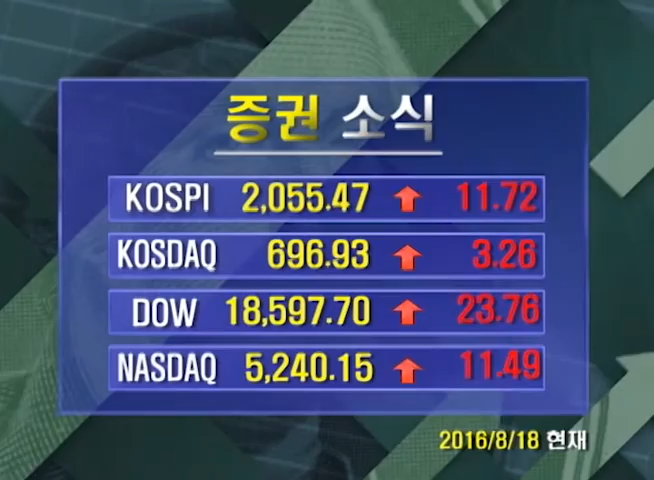 증권 소식
KOSPI 2,055.47 ↑ 11.72
KOSDAQ 696.93 ↑ 3.26
DOW 18,597.70 ↑ 23.76
NASDAQ 5,240.15 ↑ 11.49
2016/8/18 현재